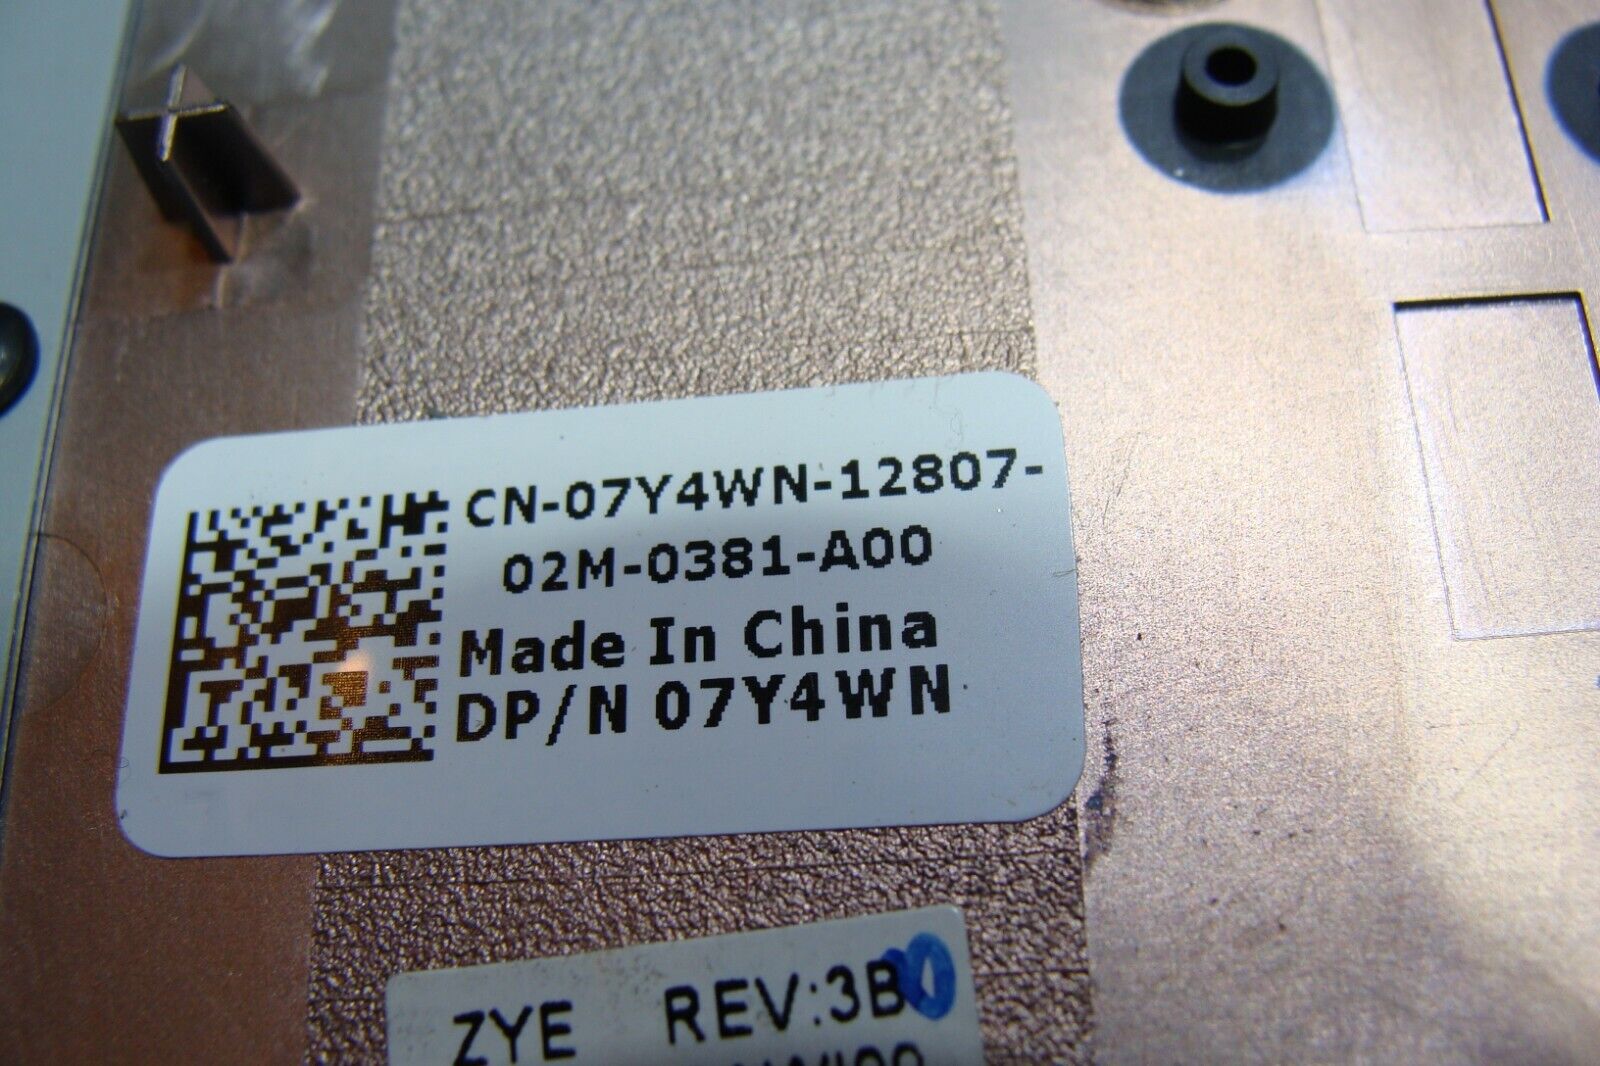 CN-07Y4WN-12807-
02M-0381-A00
Made In China
DP/N 07Y4WN
ZYE REV:3B